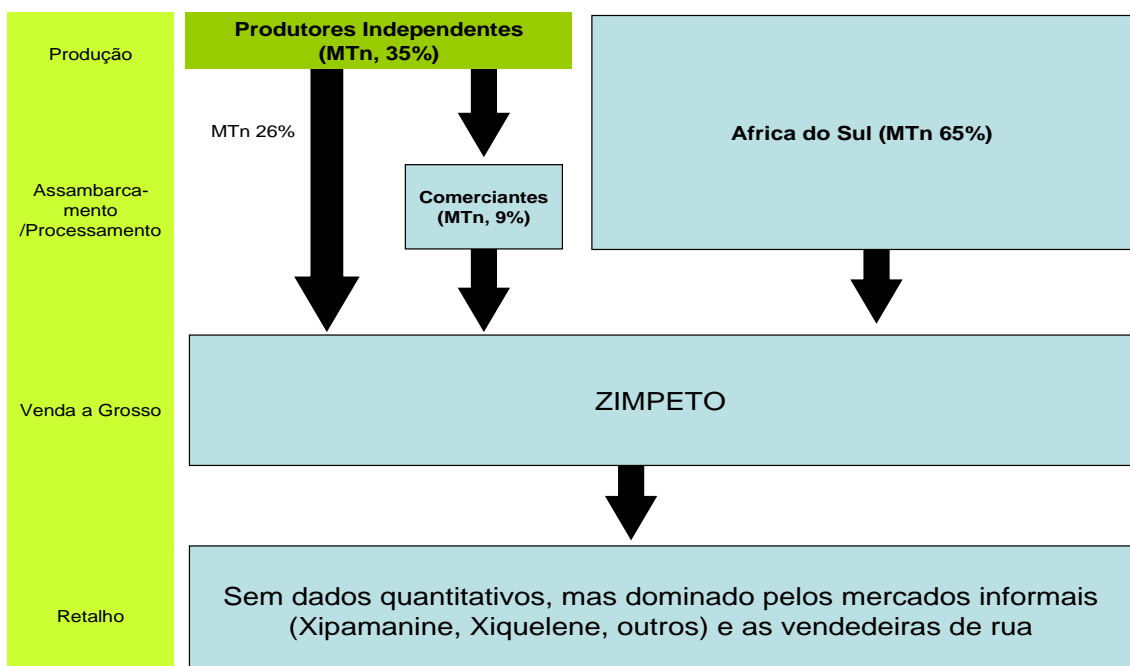 Produção
Produtores Independentes
(MTn, 35%)
MTn 26%
Africa do Sul (MTn 65%)
Assambarca-
mento
/Processamento
Comerciantes
(MTn, 9%)
Venda a Grosso
ZIMPETO
Retalho
Sem dados quantitativos, mas dominado pelos mercados informais
(Xipamanine, Xiquelene, outros) e as vendedeiras de rua